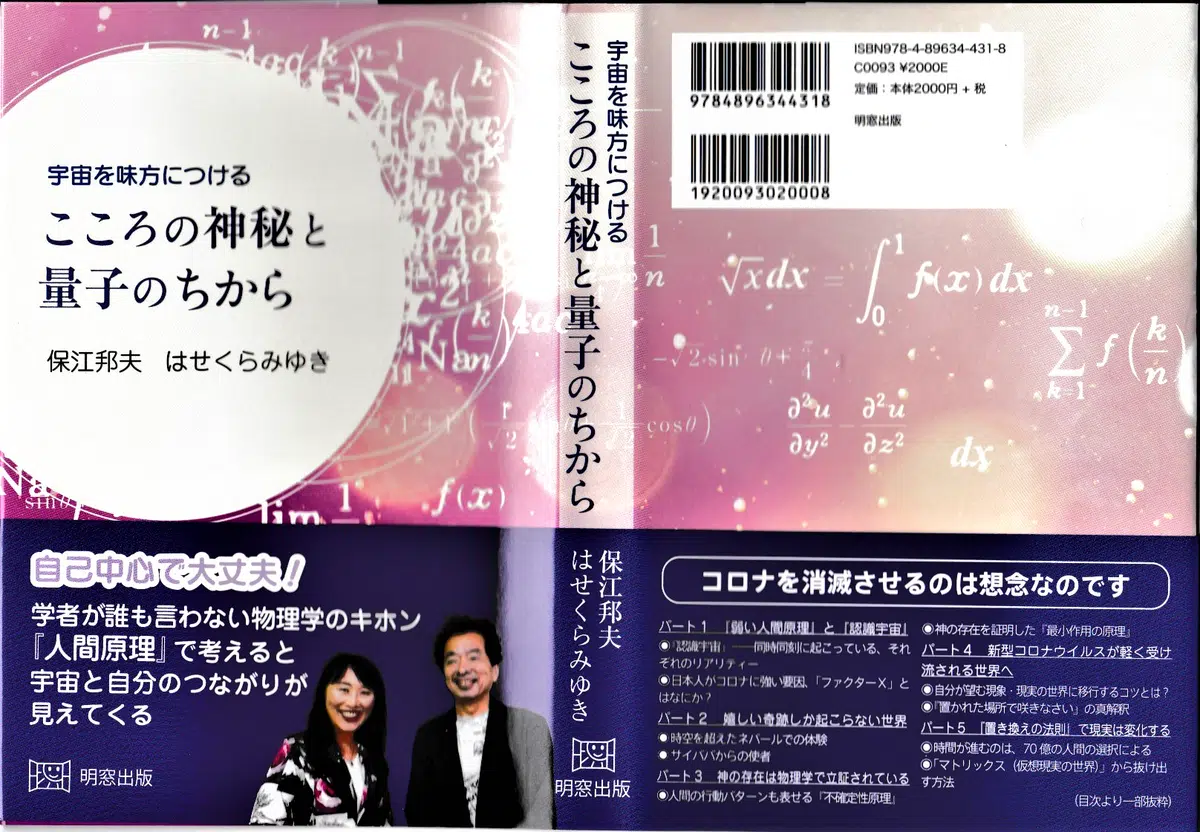 宇宙を味方につける
こころの神秘と
量子のちから
保江邦夫　はせくらみゆき
自己中心で大丈夫！
学者が誰も言わない物理学のキホン
『人間原理』で考えると
宇宙と自分のつながりが
見えてくる
明窓出版
宇宙を味方につける
こころの神秘と量子のちから
保江邦夫
はせくらみゆき
明窓出版
9784896344318
1920093020008
ISBN978-4-89634-431-8
C0093 ¥2000E
定価：本体2000円＋税
明窓出版
コロナを消滅させるのは想念なのです
パート１　『弱い人間原理』と『認識宇宙』
◉『認識宇宙』――同時同刻に起こっている、それ
ぞれのリアリティー
◉日本人がコロナに強い要因、「ファクターＸ」と
はなにか？
パート２　嬉しい奇跡しか起こらない世界
◉時空を超えたネパールでの体験
◉サイババからの使者
パート３　神の存在は物理学で立証されている
◉人間の行動パターンも表せる『不確定性原理』
◉神の存在を証明した『最小作用の原理』
パート４　新型コロナウイルスが軽く受け
流される世界へ
◉自分が望む現象・現実の世界に移行するコツとは？
◉『置かれた場所で咲きなさい』の真解釈
パート５　『置き換えの法則』で現実は変化する
◉時間が進むのは、70億の人間の選択による
◉「マトリックス（仮想現実の世界）」から抜け出
す方法
（目次より一部抜粋）
n−1
f(x)
lim 1
√x dx = ∫₀¹ f(x) dx
n−1
∑ f(k/n)
k=1
∂²u/∂y² − ∂²u/∂z²
dx